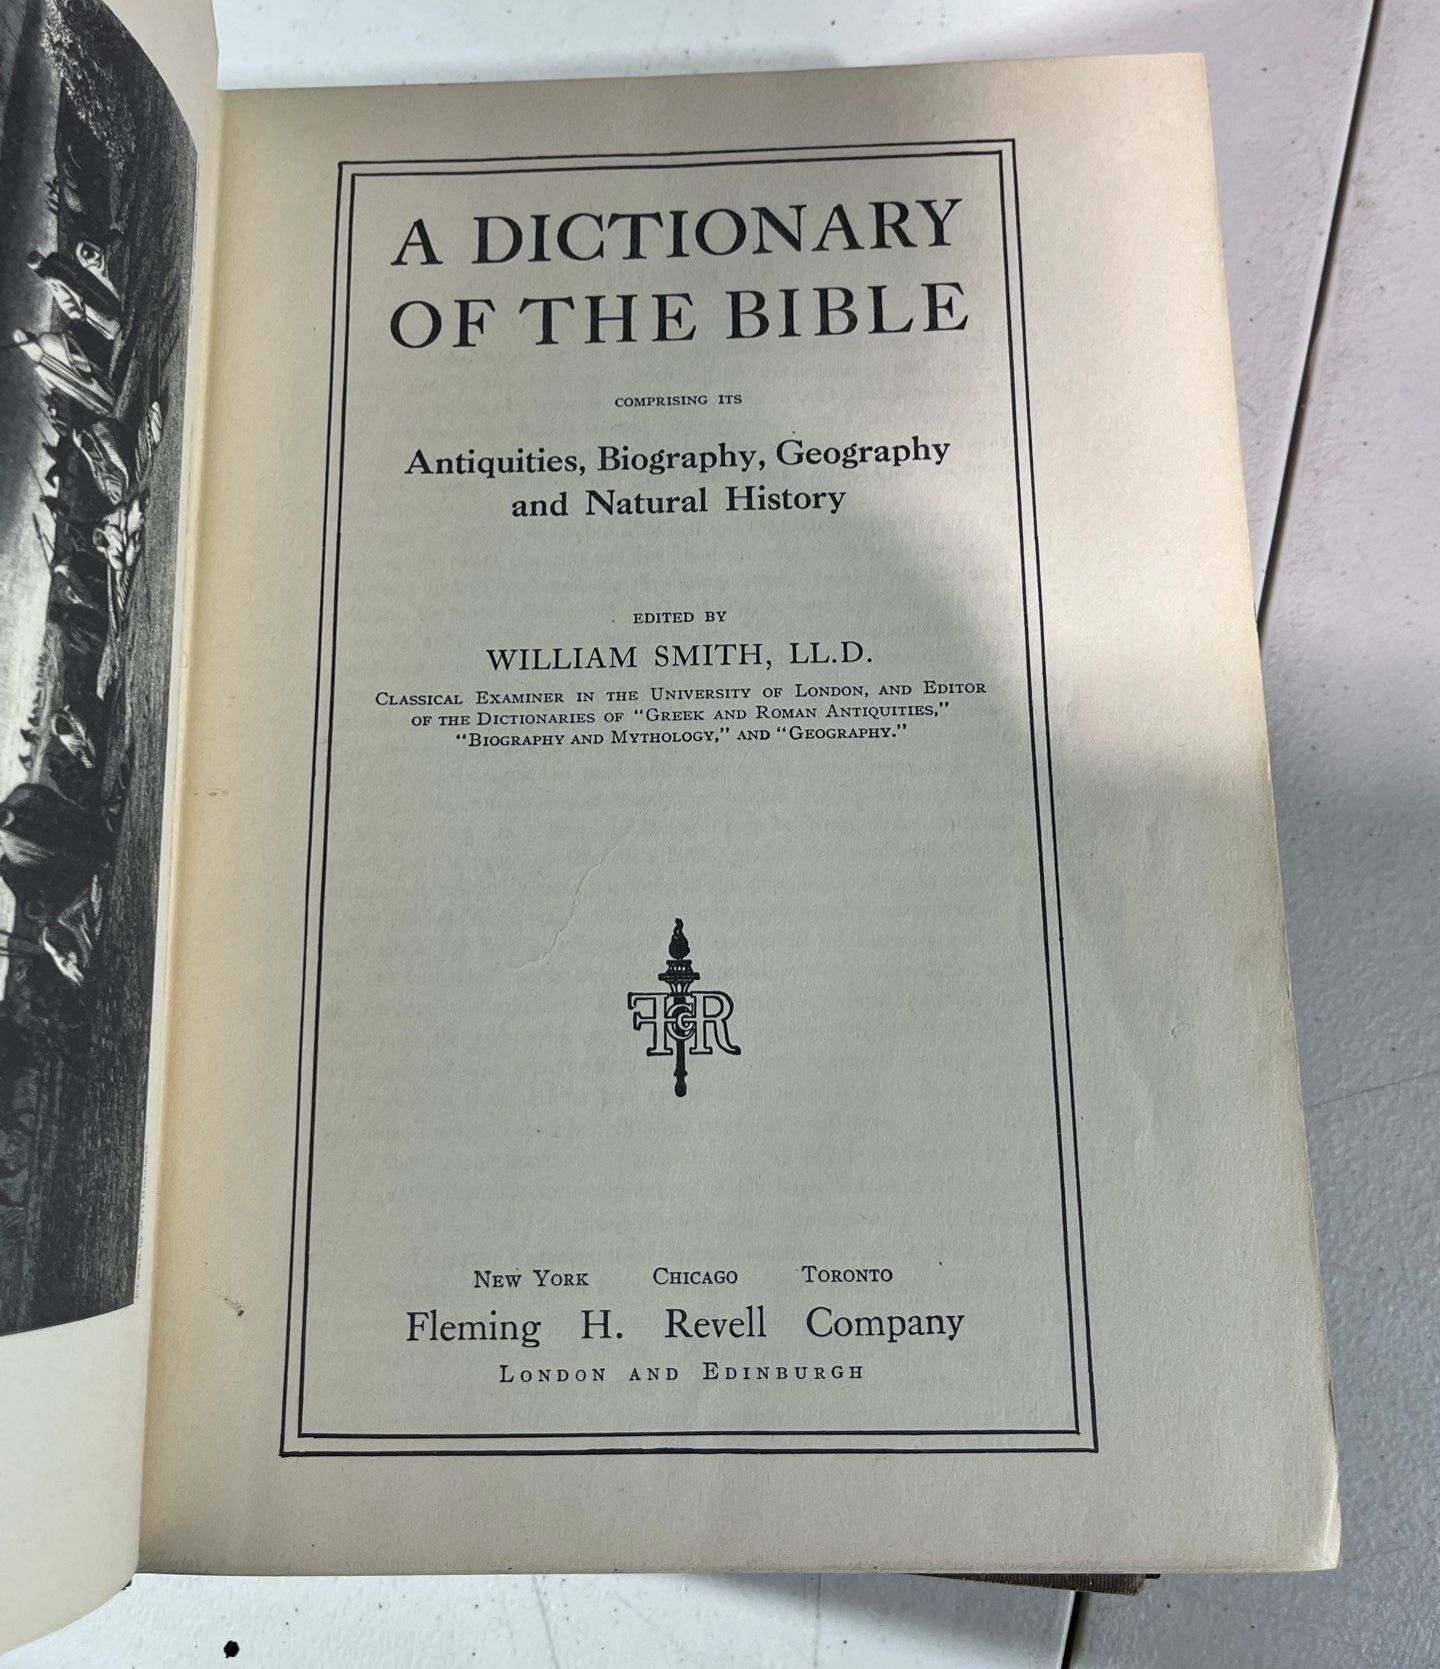 A DICTIONARY
OF THE BIBLE
COMPRISING ITS
Antiquities, Biography, Geography
and Natural History
EDITED BY
WILLIAM SMITH, LL.D.
CLASSICAL EXAMINER IN THE UNIVERSITY OF LONDON, AND EDITOR
OF THE DICTIONARIES OF "GREEK AND ROMAN ANTIQUITIES,"
"BIOGRAPHY AND MYTHOLOGY," AND "GEOGRAPHY."
FHR
NEW YORK CHICAGO TORONTO
Fleming H. Revell Company
LONDON AND EDINBURGH